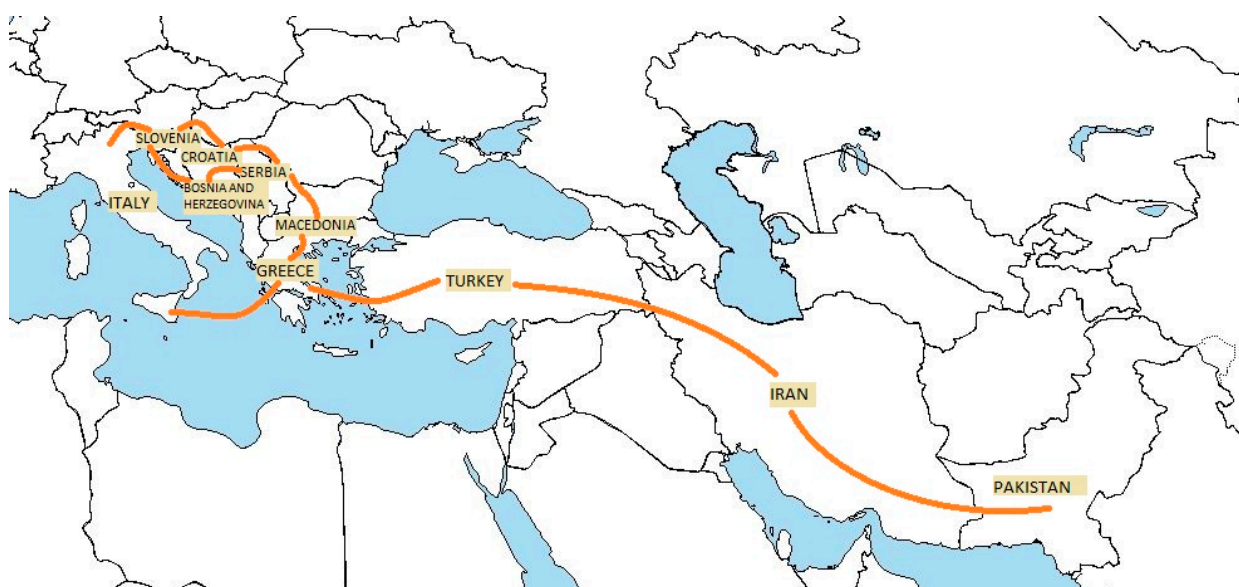 SLOVENIA
CROATIA
SERBIA
BOSNIA AND
HERZEGOVINA
ITALY
MACEDONIA
GREECE
TURKEY
IRAN
PAKISTAN